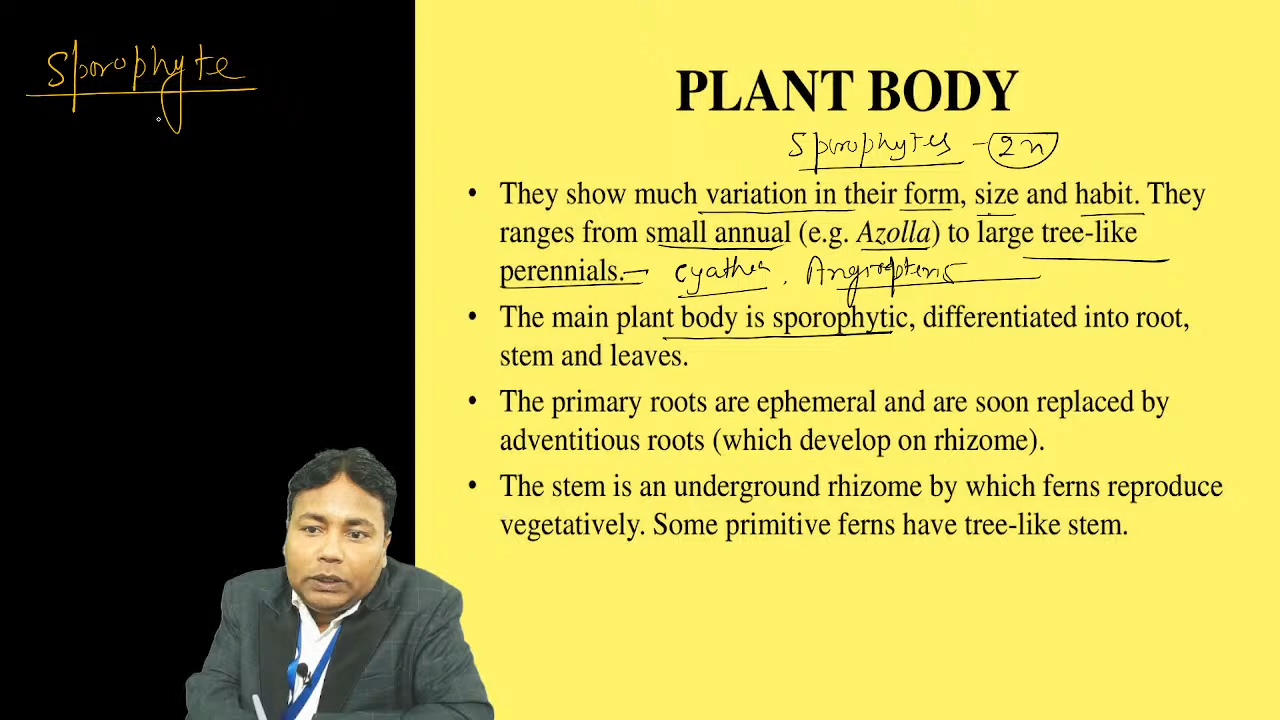 Sporophyte
PLANT BODY
Sporophytes - 2n
• They show much variation in their form, size and habit. They
ranges from small annual (e.g. Azolla) to large tree-like
perennials. - Cyathea, Angiopteris
• The main plant body is sporophytic, differentiated into root,
stem and leaves.
• The primary roots are ephemeral and are soon replaced by
adventitious roots (which develop on rhizome).
• The stem is an underground rhizome by which ferns reproduce
vegetatively. Some primitive ferns have tree-like stem.